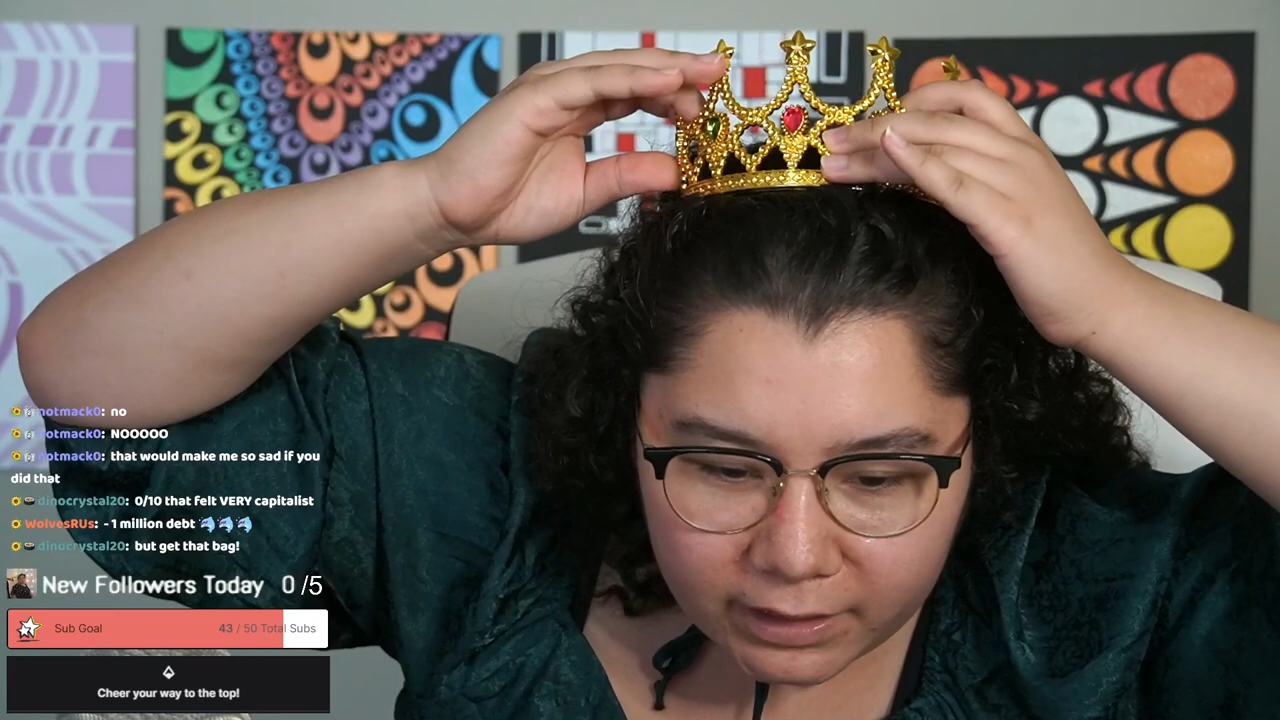 notmack0: no
notmack0: NOOOOO
notmack0: that would make me so sad if you
did that
dinocrystal20: 0/10 that felt VERY capitalist
WolvesRUs: -1 million debt
dinocrystal20: but get that bag!
New Followers Today 0 /5
Sub Goal 43 / 50 Total Subs
Cheer your way to the top!